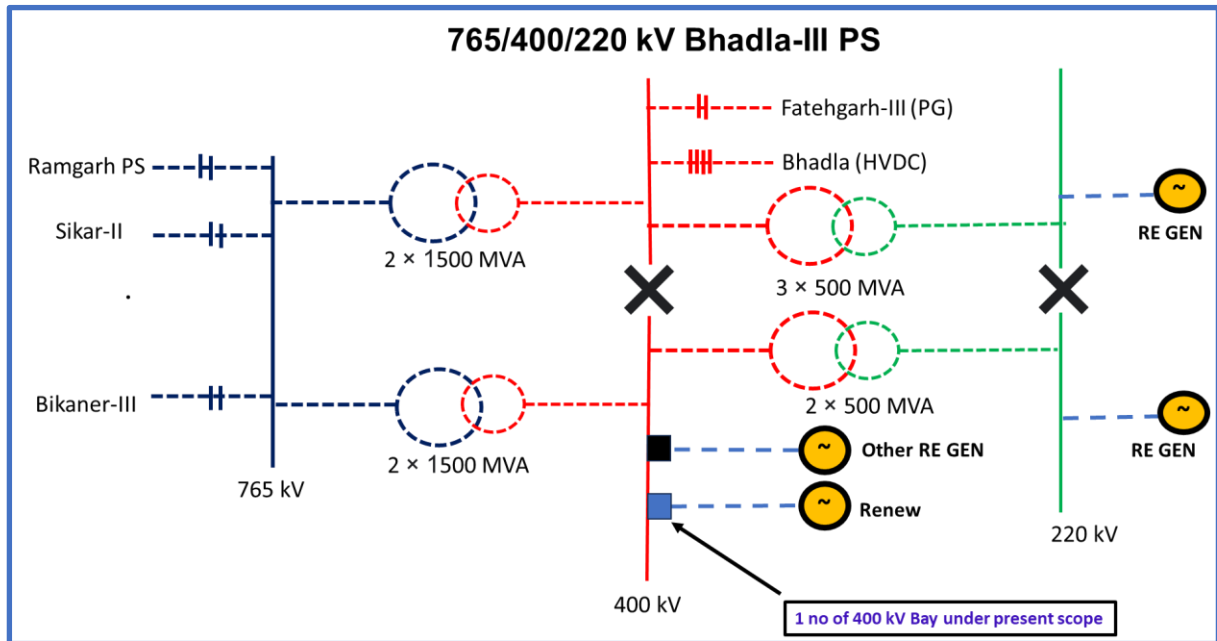 765/400/220 kV Bhadla-III PS
Fatehgarh-III (PG)
Ramgarh PS
Bhadla (HVDC)
~
Sikar-II
RE GEN
2 × 1500 MVA
3 × 500 MVA
Bikaner-III
2 × 500 MVA
~
~
Other RE GEN
RE GEN
2 × 1500 MVA
765 kV
~
Renew
220 kV
400 kV
1 no of 400 kV Bay under present scope